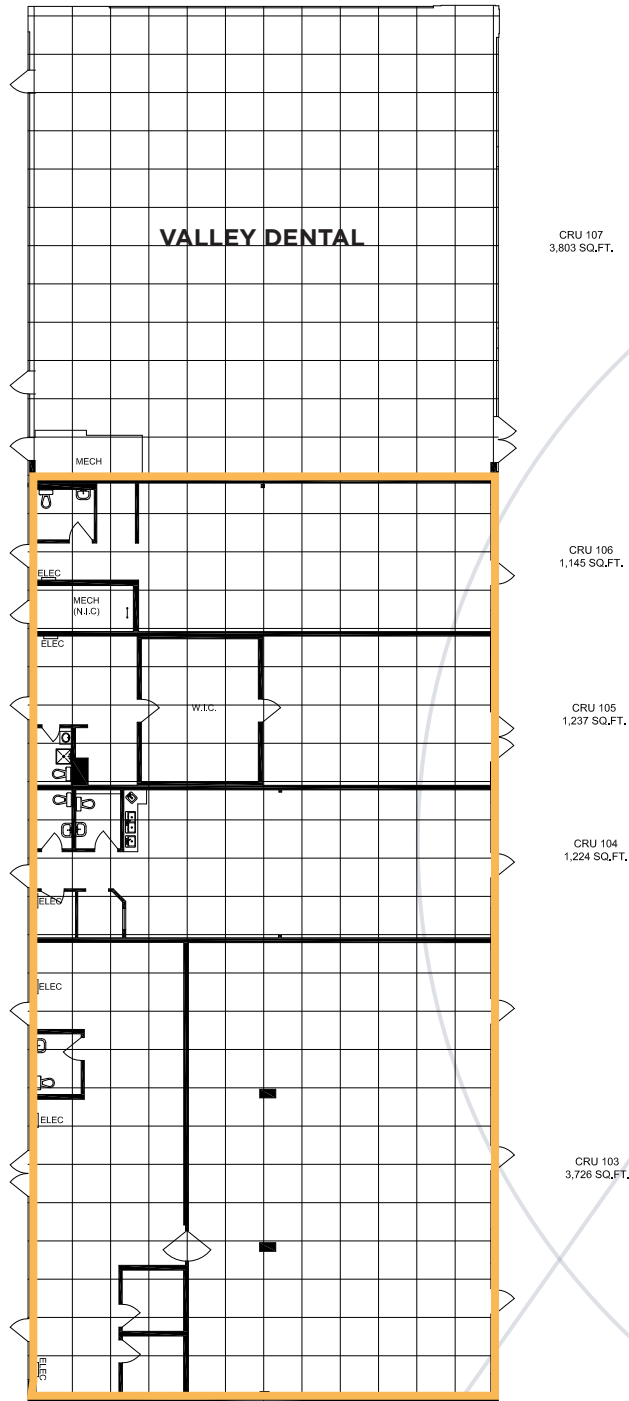 VALLEY DENTAL
CRU 107
3,803 SQ.FT.
MECH
CRU 106
1,145 SQ.FT.
ELEC
MECH
(N.I.C)
ELEC
W.I.C.
CRU 105
1,237 SQ.FT.
CRU 104
1,224 SQ.FT.
ELEC
ELEC
ELEC
CRU 103
3,726 SQ.FT.
ELEC